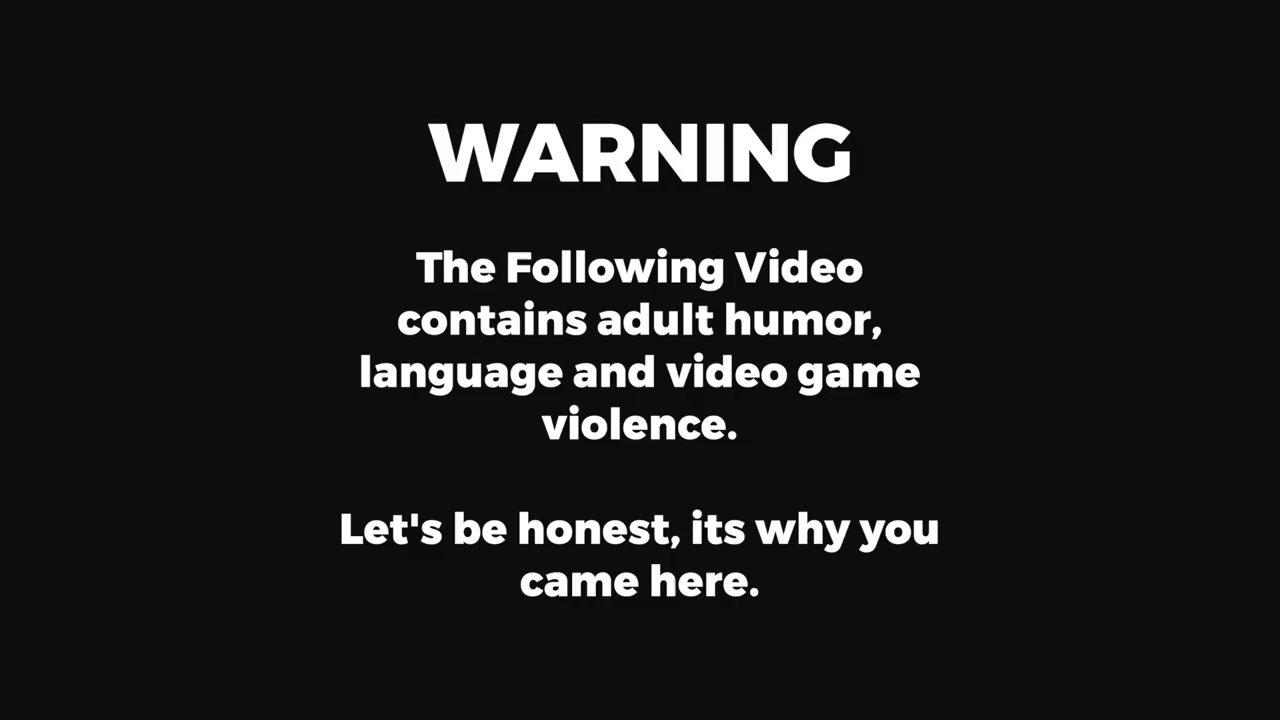 WARNING
The Following Video
contains adult humor,
language and video game
violence.
Let's be honest, its why you
came here.